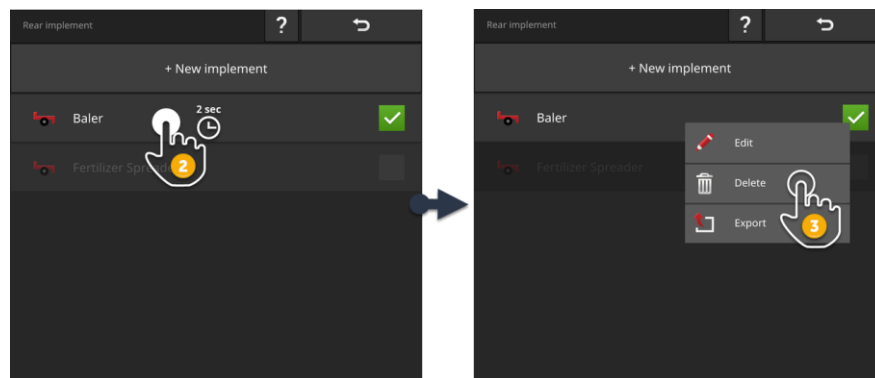 Rear implement
?
+ New implement
2 sec
Baler
Fertilizer Spreader
2
Rear implement
?
+ New implement
Baler
Edit
Fertilizer Spreader
Delete
Export
3